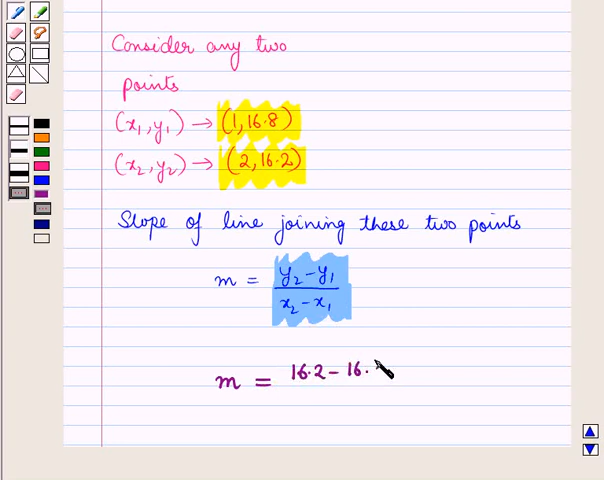 Consider any two
points
(x₁,y₁) → (1,16.8)
(x₂,y₂) → (2,16.2)
Slope of line joining these two points
m = y₂-y₁ / x₂-x₁
m = 16.2-16.